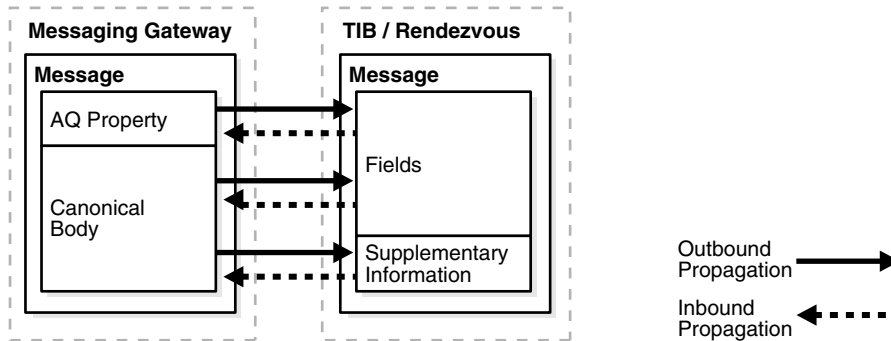 Messaging Gateway
TIB / Rendezvous
Message
Message
AQ Property
Fields
Canonical
Body
Supplementary
Information
Outbound
Propagation
Inbound
Propagation